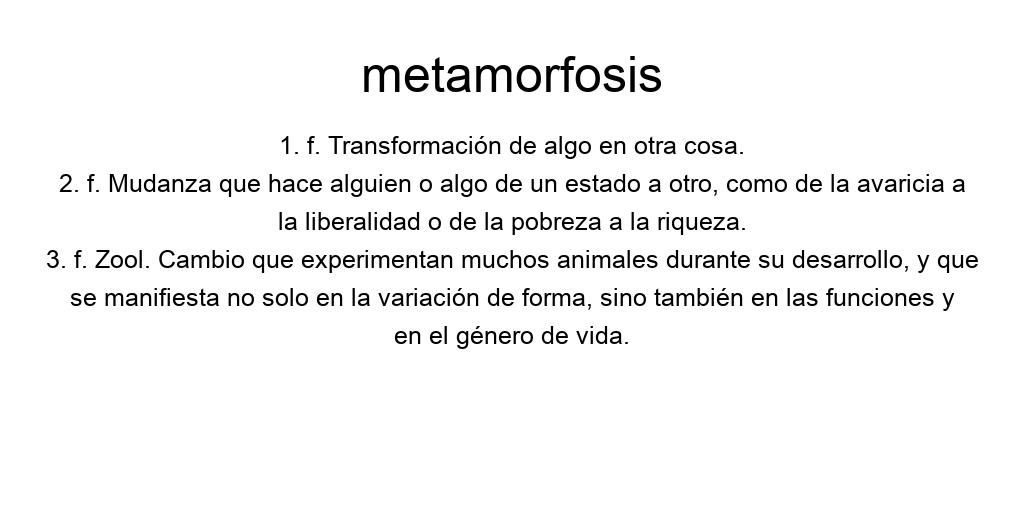 metamorfosis
1. f. Transformación de algo en otra cosa.
2. f. Mudanza que hace alguien o algo de un estado a otro, como de la avaricia a
la liberalidad o de la pobreza a la riqueza.
3. f. Zool. Cambio que experimentan muchos animales durante su desarrollo, y que
se manifiesta no solo en la variación de forma, sino también en las funciones y
en el género de vida.